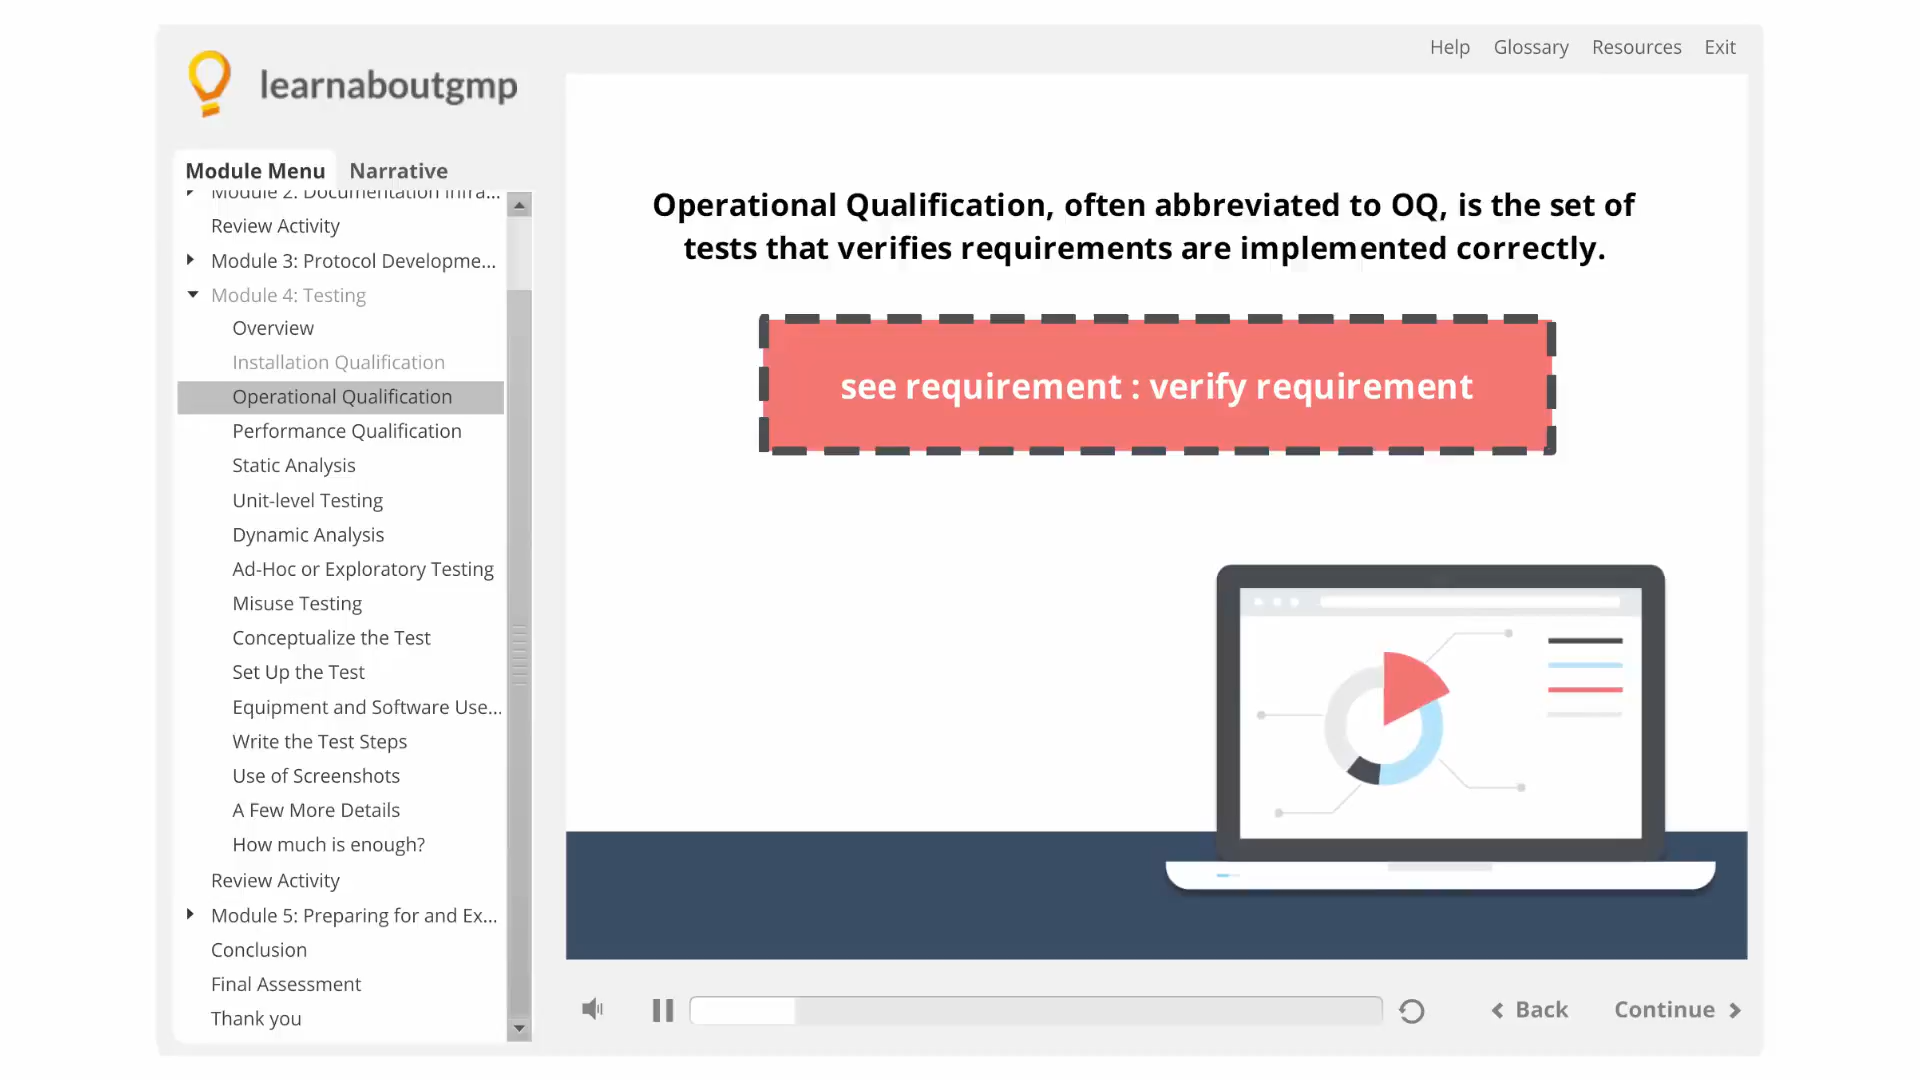 Help Glossary Resources Exit
learnaboutgmp
Module Menu Narrative
Module 2: Documentation Infra...
Review Activity
Module 3: Protocol Developme...
Module 4: Testing
Overview
Installation Qualification
Operational Qualification
Performance Qualification
Static Analysis
Unit-level Testing
Dynamic Analysis
Ad-Hoc or Exploratory Testing
Misuse Testing
Conceptualize the Test
Set Up the Test
Equipment and Software Use...
Write the Test Steps
Use of Screenshots
A Few More Details
How much is enough?
Review Activity
Module 5: Preparing for and Ex...
Conclusion
Final Assessment
Thank you
Operational Qualification, often abbreviated to OQ, is the set of
tests that verifies requirements are implemented correctly.
see requirement : verify requirement
Back Continue